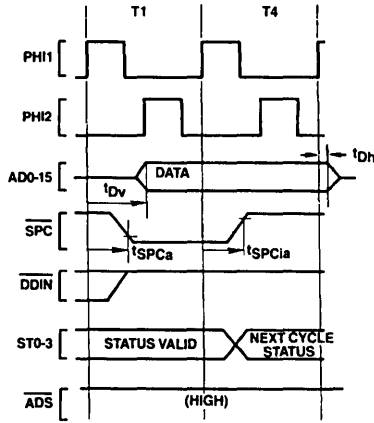 T1 T4
PHI1
PHI2
AD0-15 DATA tDh
tDv
SPC tSPCa tSPCia
DDIN
ST0-3 STATUS VALID NEXT CYCLE STATUS
ADS (HIGH)